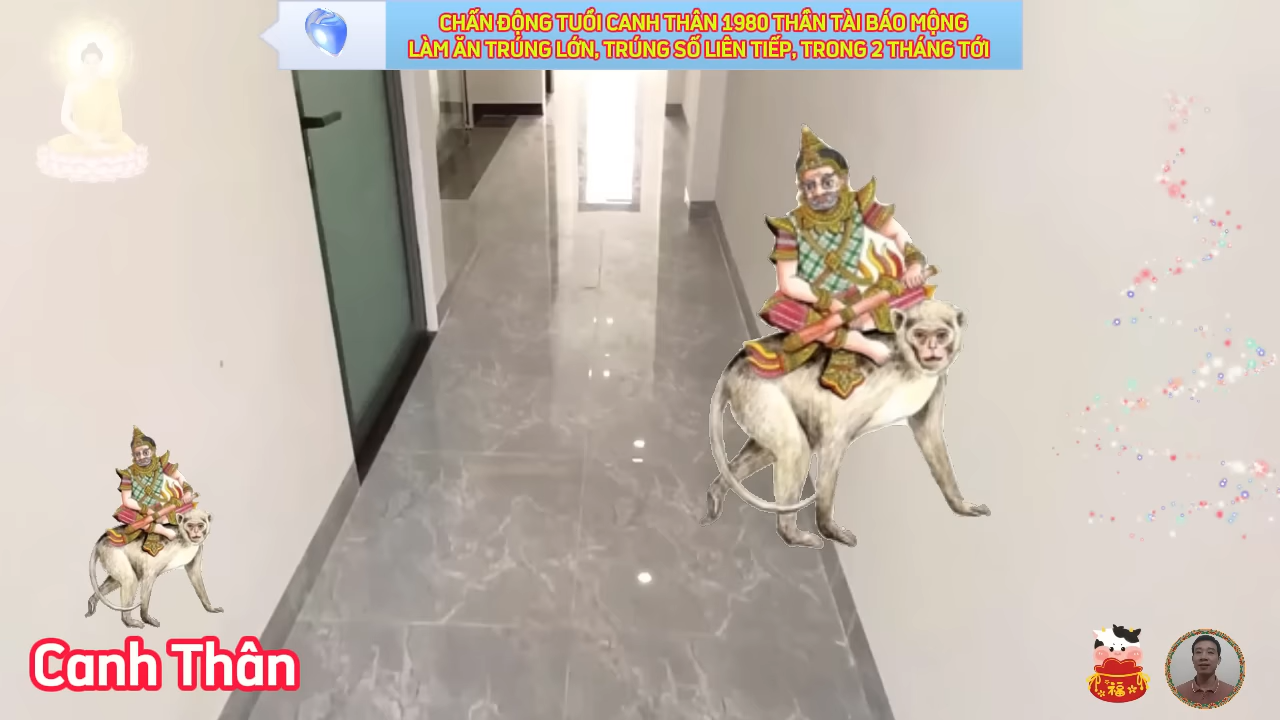 CHẤN ĐỘNG TUỔI CANH THÂN 1980 THẦN TÀI BÁO MỘNG
LÀM ĂN TRÚNG LỚN, TRÚNG SỐ LIÊN TIẾP, TRONG 2 THÁNG TỚI
Canh Thân
福